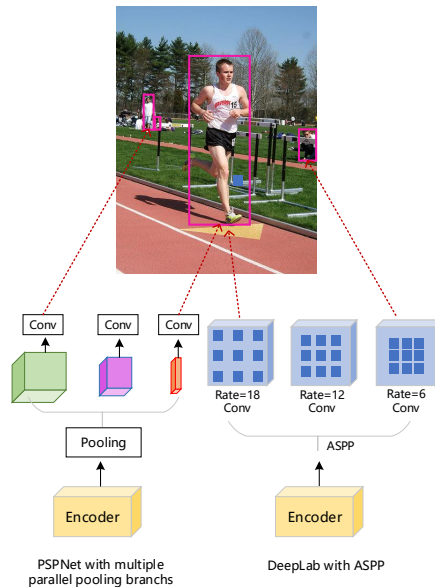 15
Conv
Conv
Conv
Rate=18
Conv
Rate=12
Conv
Rate=6
Conv
Pooling
ASPP
Encoder
Encoder
PSPNet with multiple
parallel pooling branchs
DeepLab with ASPP